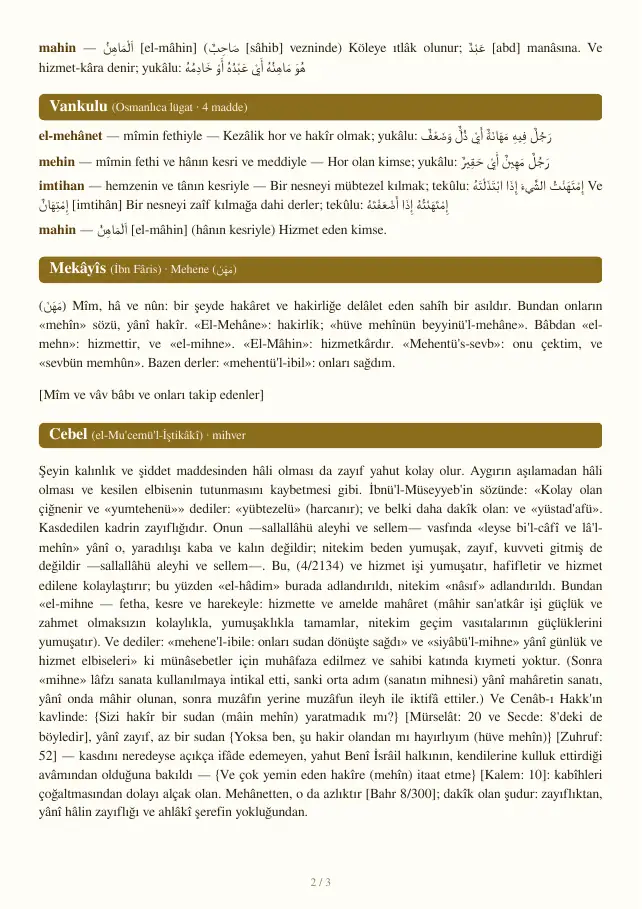 mahin — اَلْمَاهِنُ [el-mâhin] (صَاحِبٌ [sâhib] vezninde) Köleye ıtlâk olunur; عَبْدٌ [abd] manâsına. Ve
hizmet-kâra denir; yukâlu: هُوَ مَاهِنُهُ أَيْ عَبْدُهُ أَوْ خَادِمُهُ
Vankulu (Osmanlıca lügat · 4 madde)
el-mehânet — mîmin fethiyle — Kezâlik hor ve hakîr olmak; yukâlu: رَجُلٌ فِيهِ مَهَانَةٌ أَيْ ذُلٌّ وَضَعْفٌ
mehin — mîmin fethi ve hânın kesri ve meddiyle — Hor olan kimse; yukâlu: رَجُلٌ مَهِينٌ أَيْ حَقِيرٌ
imtihan — hemzenin ve tânın kesriyle — Bir nesneyi mübtezel kılmak; tekûlu: اِمْتَهَنْتُ الشَّيْءَ إِذَا ابْتَذَلْتَهُ Ve
اِمْتِهَانٌ [imtihân] Bir nesneyi zaîf kılmağa dahi derler; tekûlu: اِمْتَهَنْتُهُ إِذَا أَضْعَفْتَهُ
mahin — اَلْمَاهِنُ [el-mâhin] (hânın kesriyle) Hizmet eden kimse.
Mekâyîs (İbn Fâris) · Mehene (مَهَنَ)
(مَهَنَ) Mîm, hâ ve nûn: bir şeyde hakâret ve hakirliğe delâlet eden sahîh bir asıldır. Bundan onların
«mehîn» sözü, yânî hakîr. «El-Mehâne»: hakirlik; «hüve mehînün beyyinü'l-mehâne». Bâbdan «el-
mehn»: hizmettir, ve «el-mihne». «El-Mâhin»: hizmetkârdır. «Mehentü's-sevb»: onu çektim, ve
«sevbün memhûn». Bazen derler: «mehentü'l-ibil»: onları sağdım.
[Mîm ve vâv bâbı ve onları takip edenler]
Cebel (el-Mu'cemü'l-İştikâkî) · mihver
Şeyin kalınlık ve şiddet maddesinden hâli olması da zayıf yahut kolay olur. Aygırın aşılamadan hâli
olması ve kesilen elbisenin tutunmasını kaybetmesi gibi. İbnü'l-Müseyyeb'in sözünde: «Kolay olan
çiğnenir ve «yumtehenü»» dediler: «yübtezelü» (harcanır); ve belki daha dakîk olan: ve «yüstad'afü».
Kasdedilen kadrin zayıflığıdır. Onun —sallallâhü aleyhi ve sellem— vasfında «leyse bi'l-câfî ve lâ'l-
mehîn» yânî o, yaradılışı kaba ve kalın değildir; nitekim beden yumuşak, zayıf, kuvveti gitmiş de
değildir —sallallâhü aleyhi ve sellem—. Bu, (4/2134) ve hizmet işi yumuşatır, hafifletir ve hizmet
edilene kolaylaştırır; bu yüzden «el-hâdim» burada adlandırıldı, nitekim «nâsıf» adlandırıldı. Bundan
«el-mihne — fetha, kesre ve harekeyle: hizmette ve amelde mahâret (mâhir san'atkâr işi güçlük ve
zahmet olmaksızın kolaylıkla, yumuşaklıkla tamamlar, nitekim geçim vasıtalarının güçlüklerini
yumuşatır). Ve dediler: «mehene'l-ibile: onları sudan dönüşte sağdı» ve «siyâbü'l-mihne» yânî günlük ve
hizmet elbiseleri» ki münâsebetler için muhâfaza edilmez ve sahibi katında kıymeti yoktur. (Sonra
«mihne» lâfzı sanata kullanılmaya intikal etti, sanki orta adım (sanatın mihnesi) yânî mahâretin sanatı,
yânî onda mâhir olunan, sonra muzâfın yerine muzâfun ileyh ile iktifâ ettiler.) Ve Cenâb-ı Hakk'ın
kavlinde: {Sizi hakîr bir sudan (mâin mehîn) yaratmadık mı?} [Mürselât: 20 ve Secde: 8'deki de
böyledir], yânî zayıf, az bir sudan {Yoksa ben, şu hakir olandan mı hayırlıyım (hüve mehîn)} [Zuhruf:
52] — kasdını neredeyse açıkça ifâde edemeyen, yahut Benî İsrâil halkının, kendilerine kulluk ettirdiği
avâmından olduğuna bakıldı — {Ve çok yemin eden hakîre (mehîn) itaat etme} [Kalem: 10]: kabîhleri
çoğaltmasından dolayı alçak olan. Mehânetten, o da azlıktır [Bahr 8/300]; dakîk olan şudur: zayıflıktan,
yânî hâlin zayıflığı ve ahlâkî şerefin yokluğundan.
2 / 3